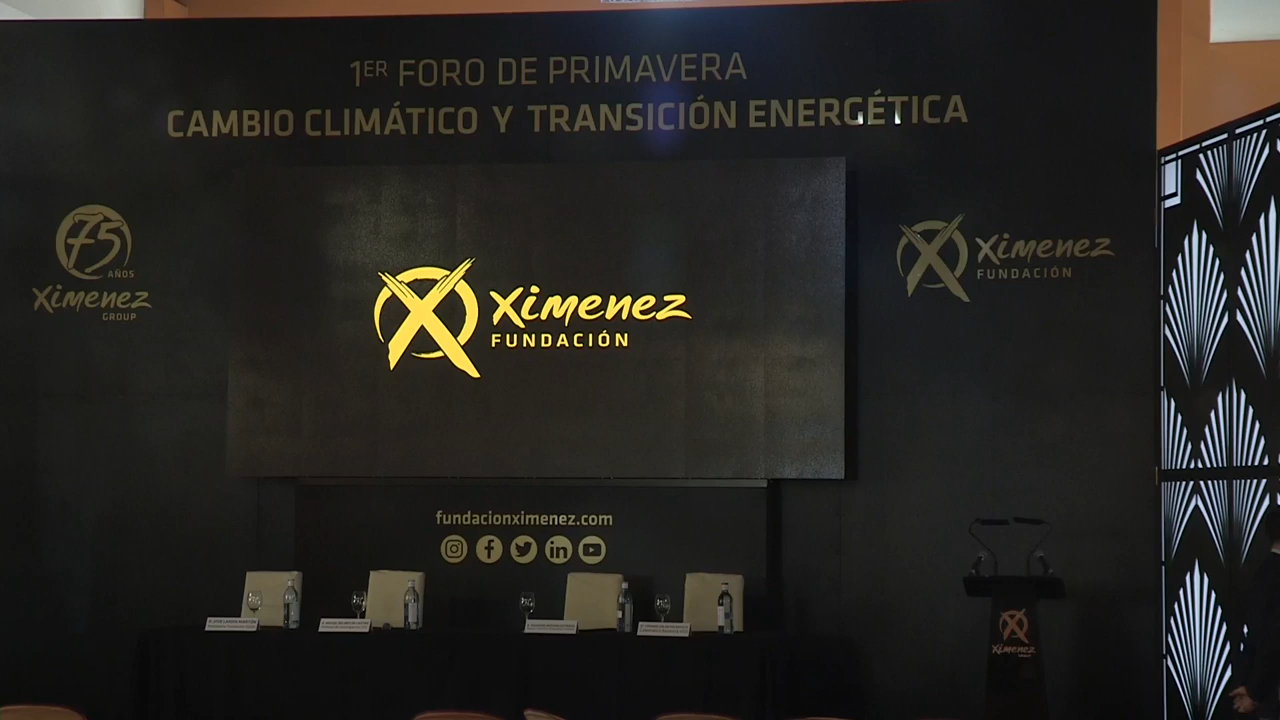 1ER FORO DE PRIMAVERA
CAMBIO CLIMÁTICO Y TRANSICIÓN ENERGÉTICA
75
AÑOS
Ximenez
GROUP
Ximenez
FUNDACIÓN
Ximenez
FUNDACIÓN
fundacionximenez.com
Ximenez
GROUP